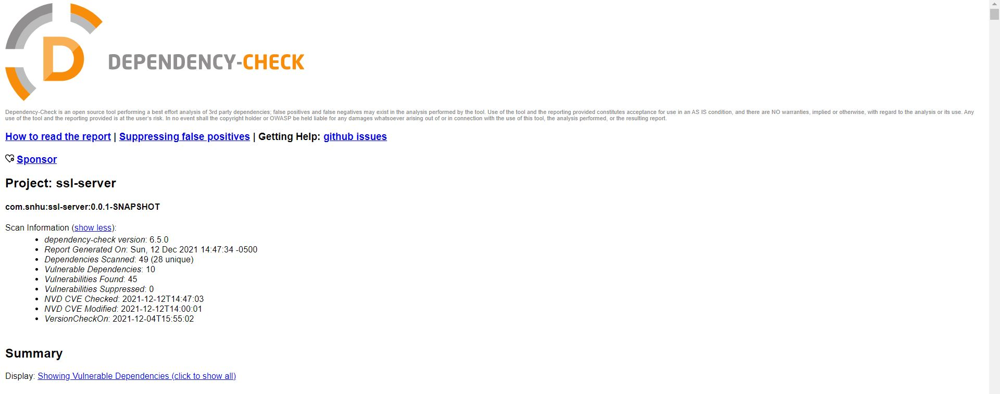 D
DEPENDENCY-CHECK
Dependency-Check is an open source tool performing a best effort analysis of 3rd party dependencies; false positives and false negatives may exist in the analysis performed by the tool. Use of the tool and the reporting provided constitutes acceptance for use in an AS IS condition, and there are NO warranties, implied or otherwise, with regard to the analysis or its use. Any
use of the tool and the reporting provided is at the user's risk. In no event shall the copyright holder or OWASP be held liable for any damages whatsoever arising out of or in connection with the use of this tool, the analysis performed, or the resulting report.
How to read the report | Suppressing false positives | Getting Help: github issues
Sponsor
Project: ssl-server
com.snhu:ssl-server:0.0.1-SNAPSHOT
Scan Information (show less):
• dependency-check version: 6.5.0
• Report Generated On: Sun, 12 Dec 2021 14:47:34 -0500
• Dependencies Scanned: 49 (28 unique)
• Vulnerable Dependencies: 10
• Vulnerabilities Found: 45
• Vulnerabilities Suppressed: 0
• NVD CVE Checked: 2021-12-12T14:47:03
• NVD CVE Modified: 2021-12-12T14:00:01
• VersionCheckOn: 2021-12-04T15:55:02
Summary
Display: Showing Vulnerable Dependencies (click to show all)